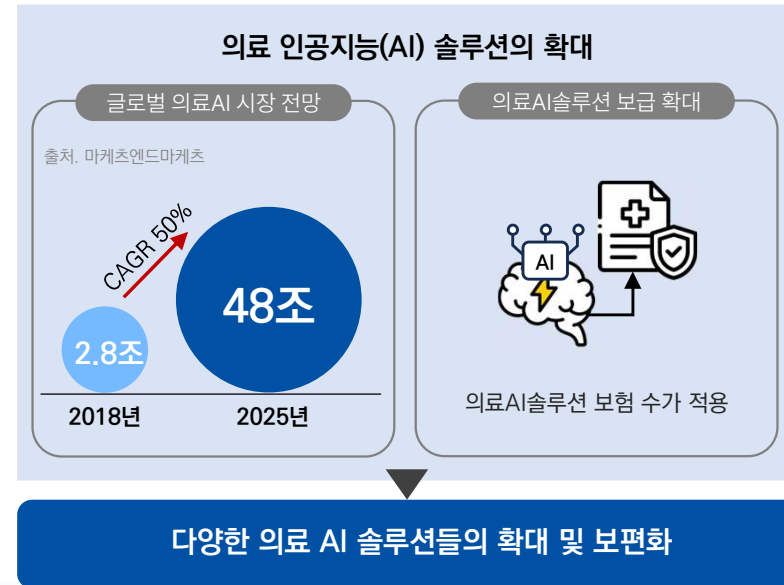 의료 인공지능(AI) 솔루션의 확대
글로벌 의료AI 시장 전망
출처. 마케츠엔드마케츠
CAGR 50%
2.8조
48조
2018년
2025년
의료AI솔루션 보급 확대
AI
의료AI솔루션 보험 수가 적용
다양한 의료 AI 솔루션들의 확대 및 보편화